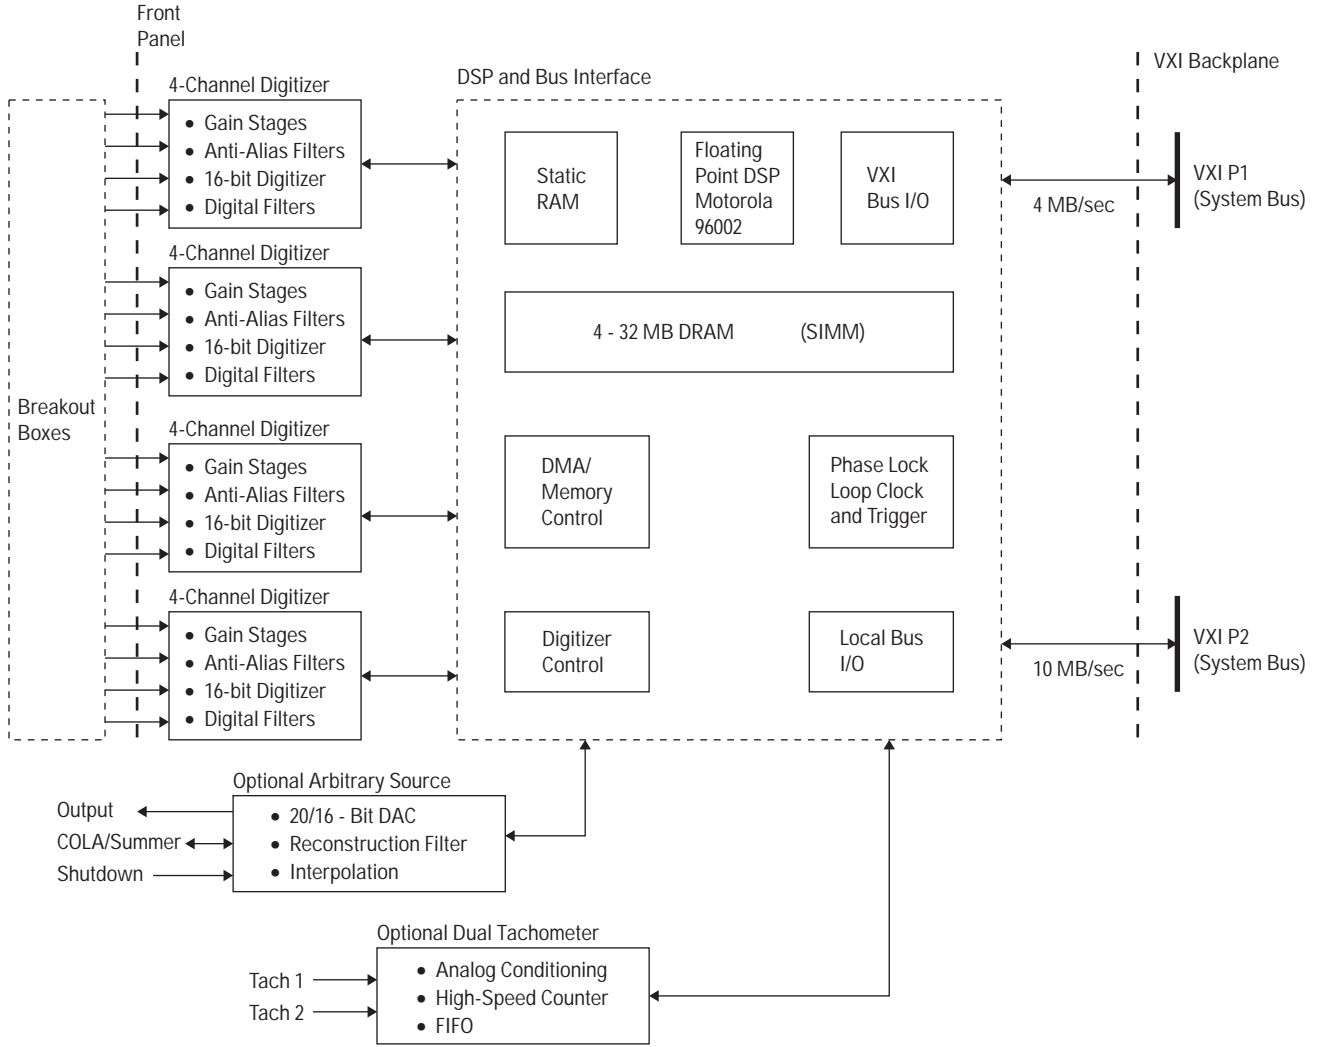 Front
Panel
VXI Backplane
DSP and Bus Interface
4-Channel Digitizer
• Gain Stages
• Anti-Alias Filters
• 16-bit Digitizer
• Digital Filters
4-Channel Digitizer
• Gain Stages
• Anti-Alias Filters
• 16-bit Digitizer
• Digital Filters
Breakout
Boxes
4-Channel Digitizer
• Gain Stages
• Anti-Alias Filters
• 16-bit Digitizer
• Digital Filters
4-Channel Digitizer
• Gain Stages
• Anti-Alias Filters
• 16-bit Digitizer
• Digital Filters
Static
RAM
Floating
Point DSP
Motorola
96002
VXI
Bus I/O
4 MB/sec
VXI P1
(System Bus)
4 - 32 MB DRAM (SIMM)
DMA/
Memory
Control
Phase Lock
Loop Clock
and Trigger
Digitizer
Control
Local Bus
I/O
10 MB/sec
VXI P2
(System Bus)
Optional Arbitrary Source
Output
COLA/Summer
Shutdown
• 20/16 - Bit DAC
• Reconstruction Filter
• Interpolation
Optional Dual Tachometer
Tach 1
Tach 2
• Analog Conditioning
• High-Speed Counter
• FIFO